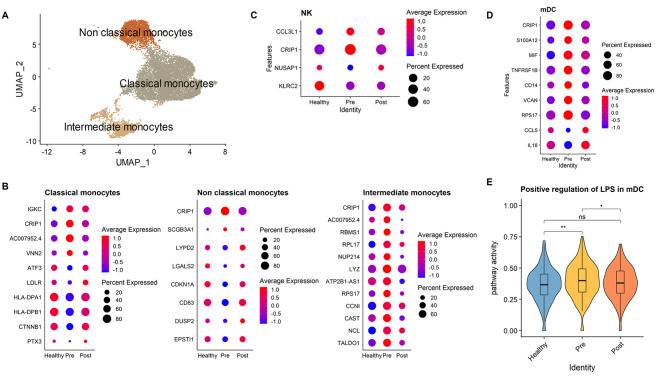 A
Non classical monocytes
Classical monocytes
Intermediate monocytes
UMAP_2
5
0
-5
-10
-12
-8
-4
0
4
8
UMAP_1
C
NK
CCL3L1
CRIP1
NUSAP1
KLRC2
Features
Healthy
Pre
Post
Identity
Average Expression
1.0
0.5
0.0
-0.5
-1.0
Percent Expressed
20
40
60
D
mDC
CRIP1
S100A12
MIF
TNFRSF1B
CD14
VCAN
RPS17
CCL5
IL18
Features
Healthy
Pre
Post
Identity
Percent Expressed
20
40
60
80
Average Expression
1.0
0.5
0.0
-0.5
-1.0
B
Classical monocytes
IGKC
CRIP1
AC007952.4
VNN2
ATF3
LDLR
HLA-DPA1
HLA-DPB1
CTNNB1
PTX3
Healthy Pre Post
Average Expression
1.0
0.5
0.0
-0.5
-1.0
Percent Expressed
20
40
60
80
Non classical monocytes
CRIP1
SCGB3A1
LYPD2
LGALS2
CDKN1A
CD83
DUSP2
EPSTI1
Healthy Pre Post
Percent Expressed
20
40
60
80
Average Expression
1.0
0.5
0.0
-0.5
-1.0
Intermediate monocytes
CRIP1
AC007952.4
RBMS1
RPL17
NUP214
LYZ
ATP2B1-AS1
RPS17
CCNI
CAST
NCL
TALDO1
Healthy Pre Post
Average Expression
1.0
0.5
0.0
-0.5
-1.0
Percent Expressed
20
40
60
E
Positive regulation of LPS in mDC
*
ns
**
pathway activity
1.00
0.75
0.50
0.25
0.00
Healthy
Pre
Post
Identity